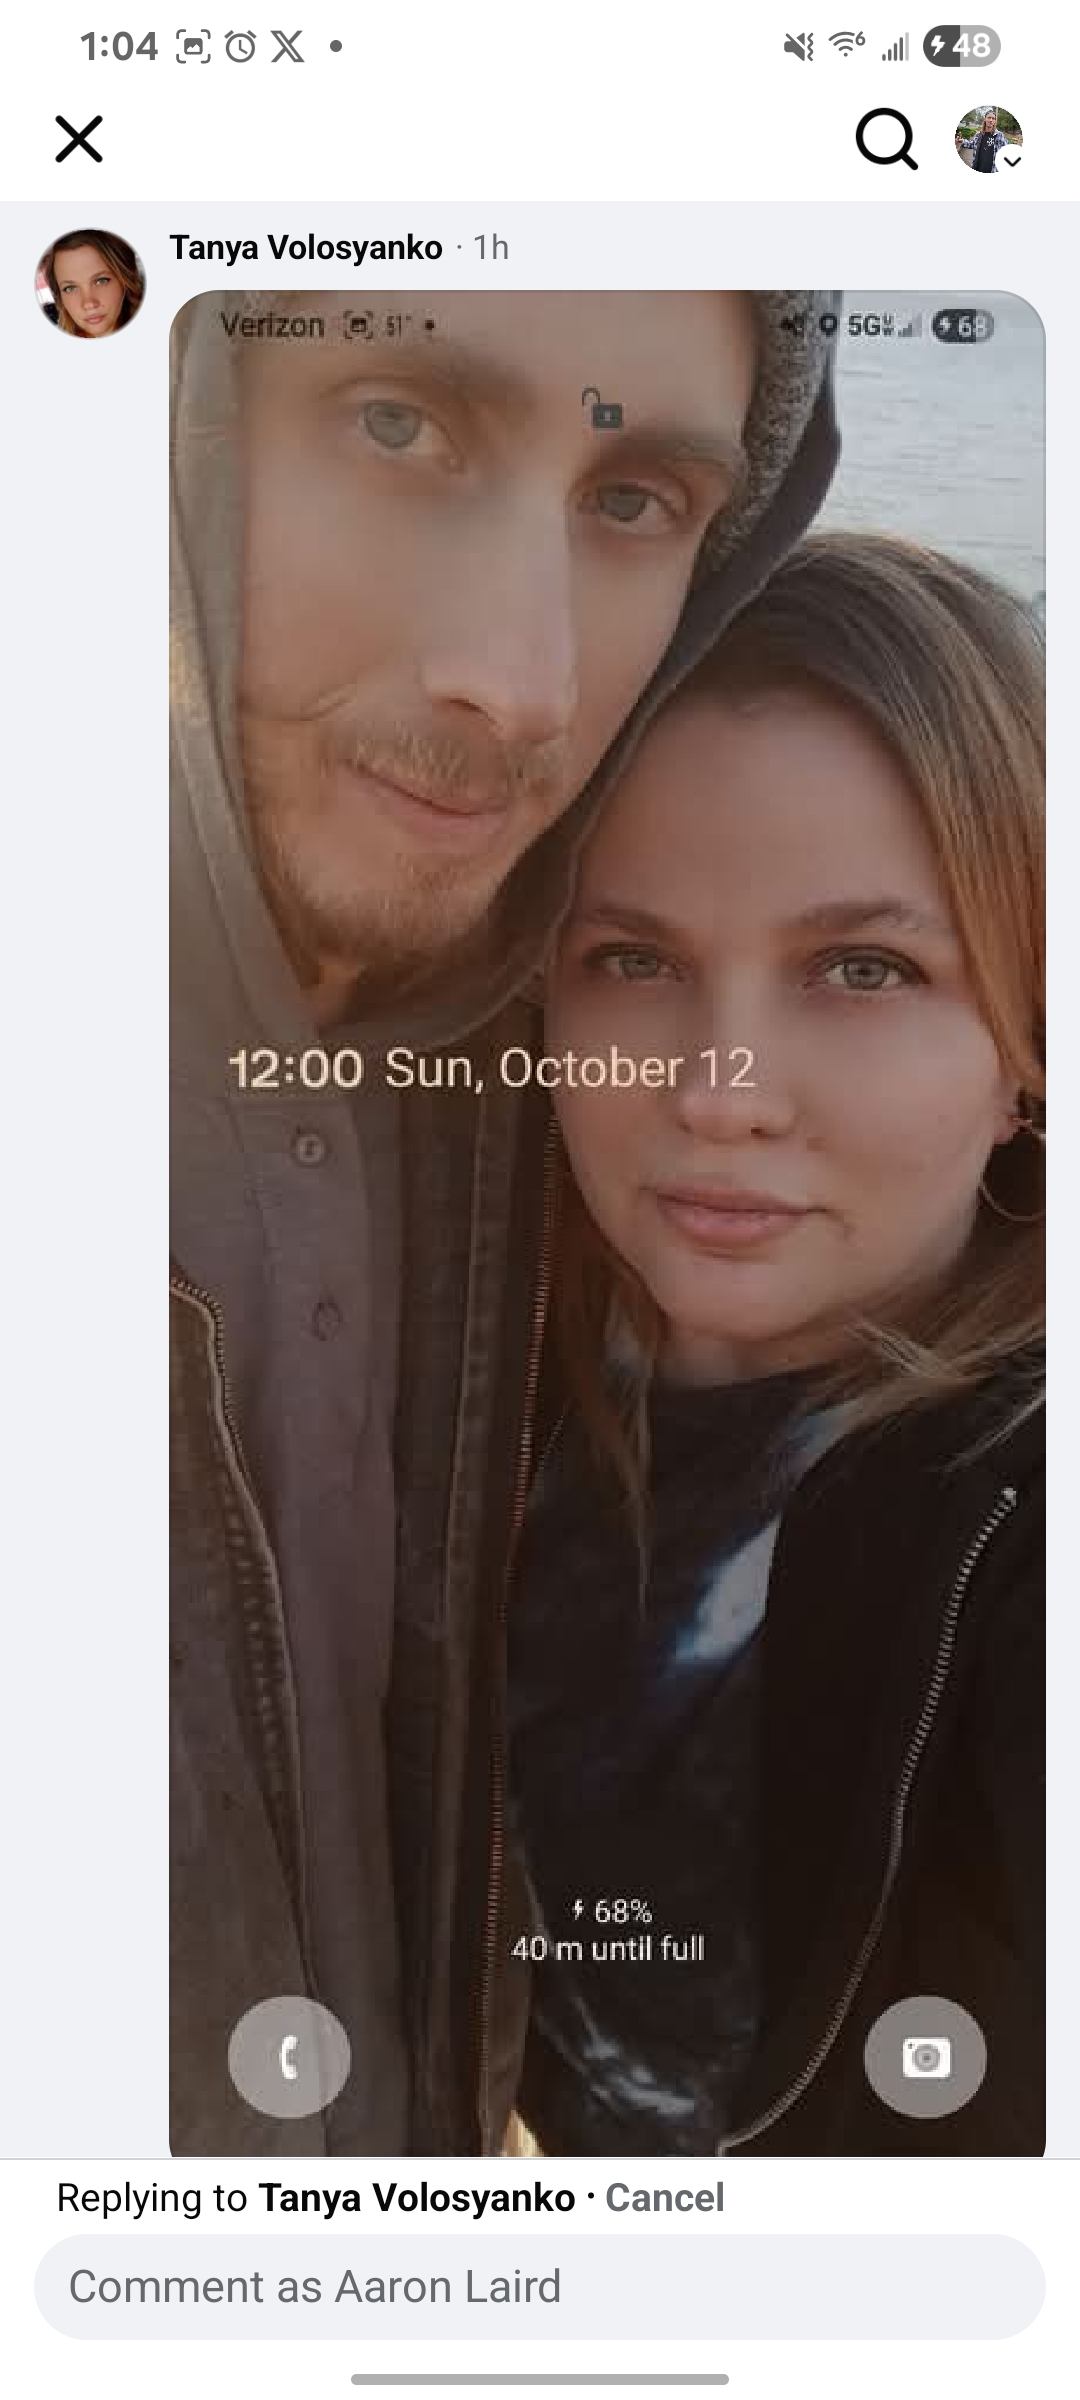 1:04 48
Tanya Volosyanko · 1h
Verizon 51° 5G 68
12:00 Sun, October 12
68%
40 m until full
Replying to Tanya Volosyanko · Cancel
Comment as Aaron Laird